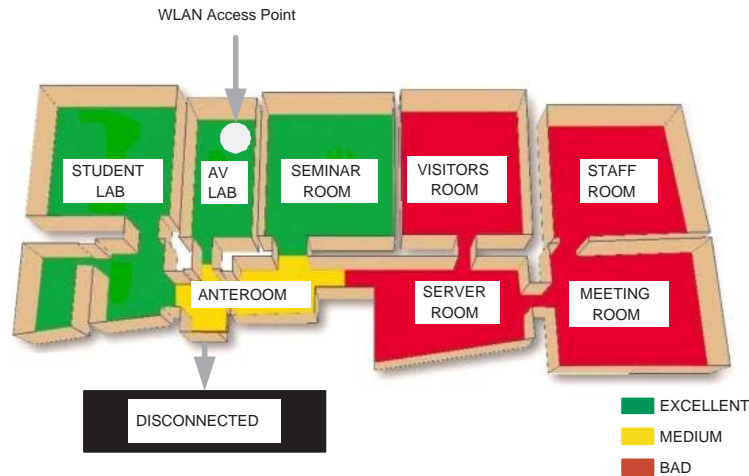 WLAN Access Point
STUDENT
LAB
AV
LAB
SEMINAR
ROOM
VISITORS
ROOM
STAFF
ROOM
ANTEROOM
SERVER
ROOM
MEETING
ROOM
DISCONNECTED
EXCELLENT
MEDIUM
BAD